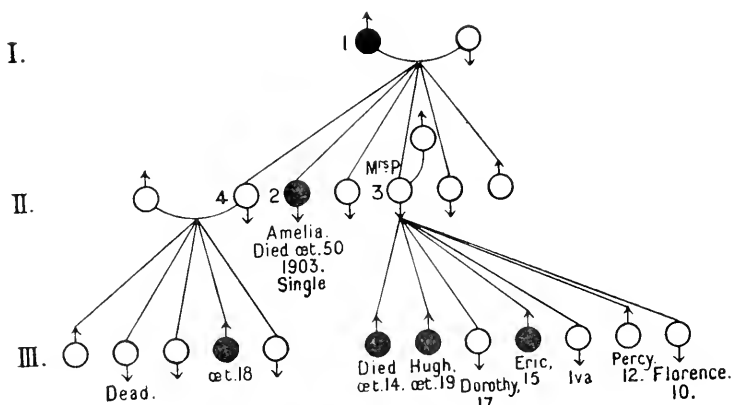 I.
1
II.
4
2
Mrs P
3
Amelia.
Died œt. 50
1903.
Single
III.
Dead.
œt. 18
Died
œt. 14.
Hugh.
œt. 19
Dorothy,
17
Eric,
15
Iva
Percy.
12.
Florence.
10.